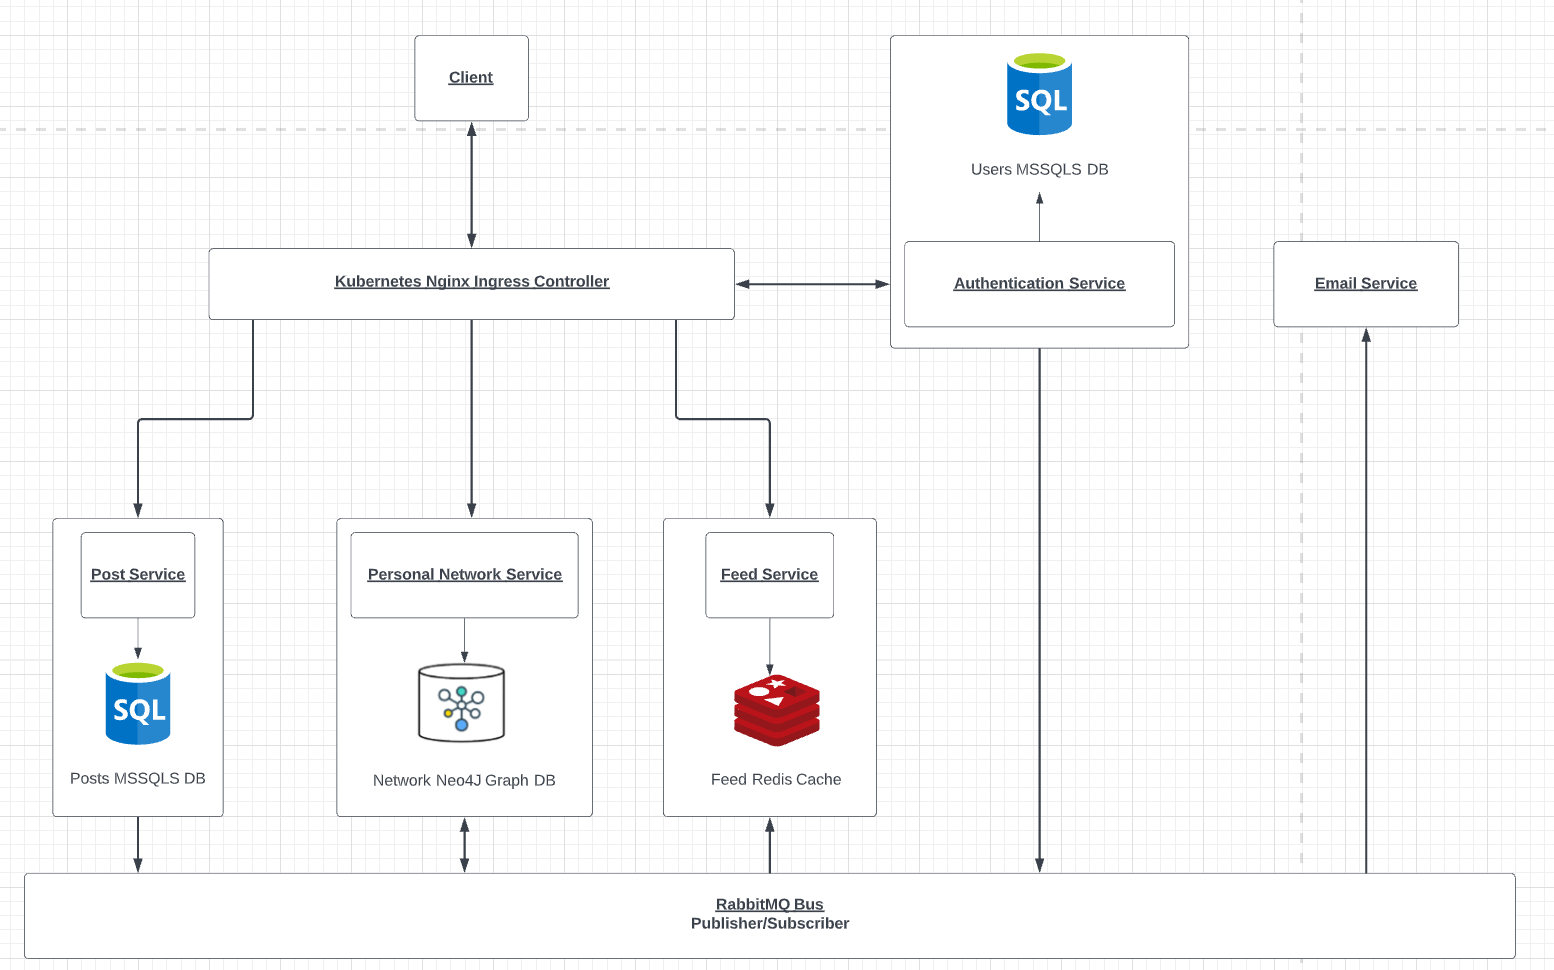 Client
SQL
Users MSSQLS DB
Kubernetes Nginx Ingress Controller
Authentication Service
Email Service
Post Service
Personal Network Service
Feed Service
SQL
Posts MSSQLS DB
Network Neo4J Graph DB
Feed Redis Cache
RabbitMQ Bus
Publisher/Subscriber